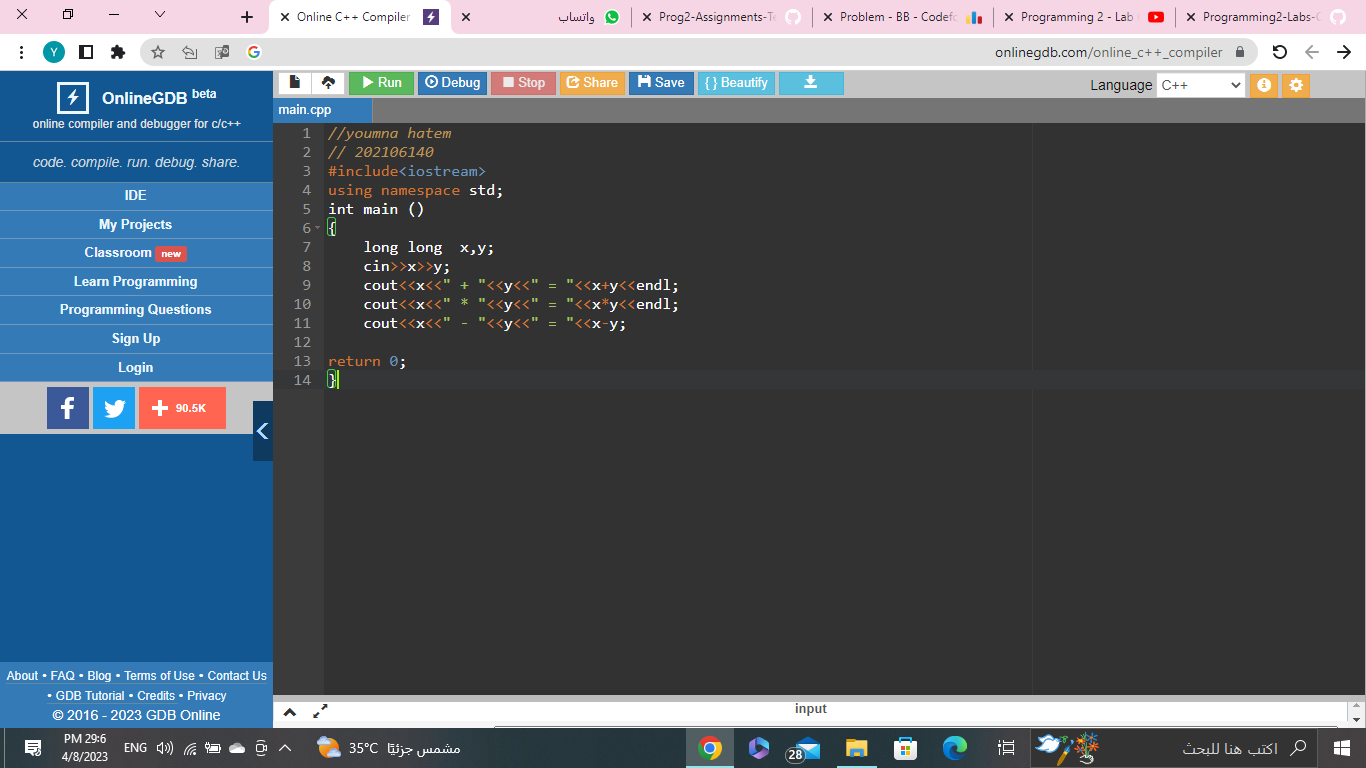 Online C++ Compiler
واتساب
Prog2-Assignments-Te
Problem - BB - Codefo
Programming 2 - Lab
Programming2-Labs-
Y
onlinegdb.com/online_c++_compiler
OnlineGDB beta
online compiler and debugger for c/c++
code. compile. run. debug. share.
IDE
My Projects
Classroom new
Learn Programming
Programming Questions
Sign Up
Login
f
90.5K
About • FAQ • Blog • Terms of Use • Contact Us
• GDB Tutorial • Credits • Privacy
© 2016 - 2023 GDB Online
Run Debug Stop Share Save { } Beautify
Language C++
main.cpp
1 //youmna hatem
2 // 202106140
3 #include<iostream>
4 using namespace std;
5 int main ()
6 {
7 long long  x,y;
8 cin>>x>>y;
9 cout<<x<<" + "<<y<<" = "<<x+y<<endl;
10 cout<<x<<" * "<<y<<" = "<<x*y<<endl;
11 cout<<x<<" - "<<y<<" = "<<x-y;
12
13 return 0;
14 }
input
PM 29:6
4/8/2023
ENG
35°C مشمس جزئيًا
28
اكتب هنا للبحث